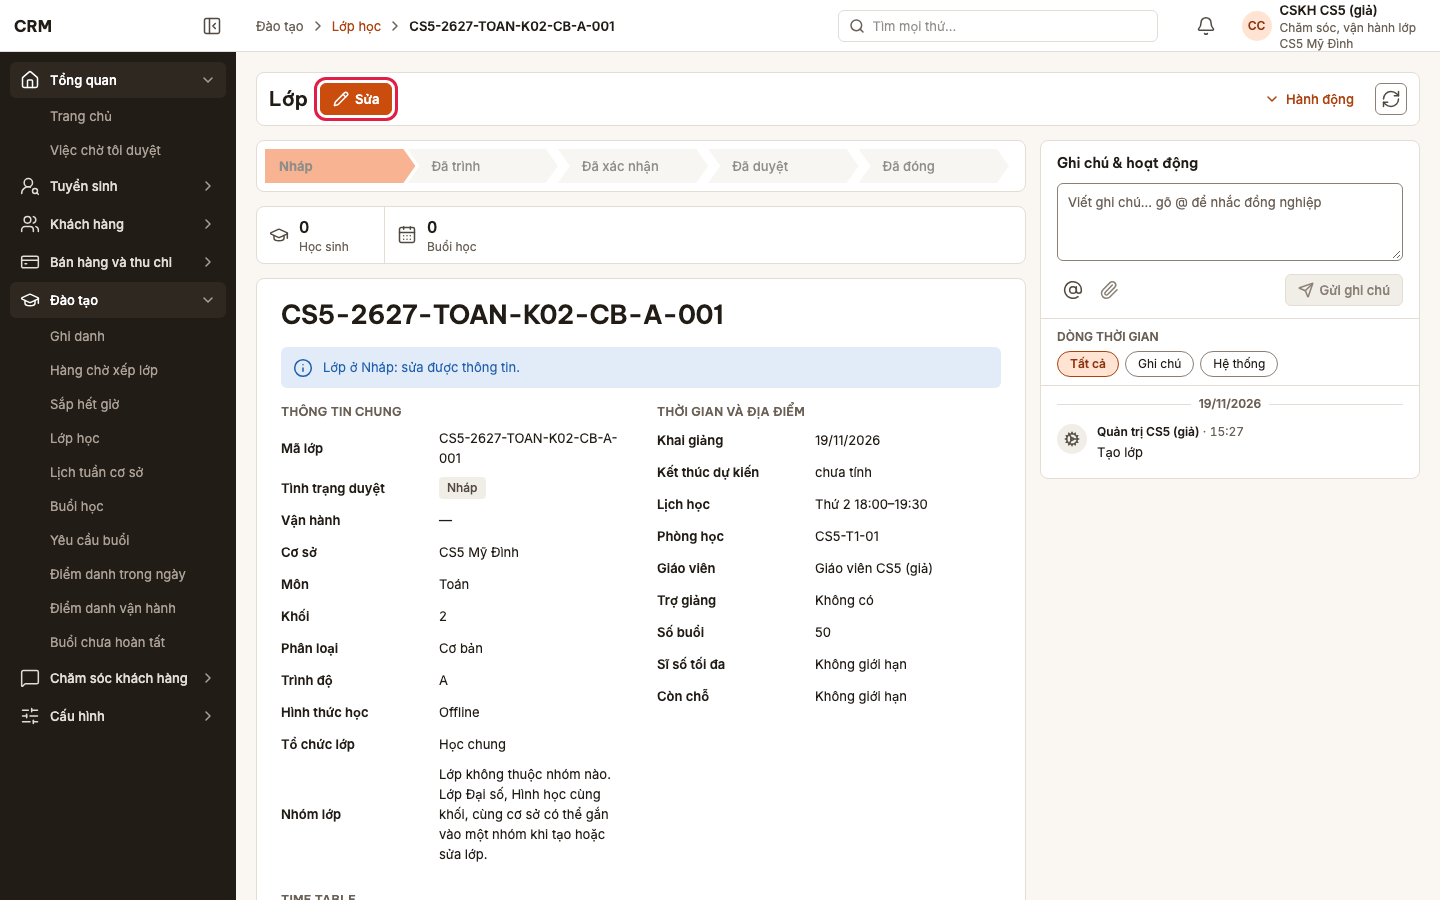 CRM
Đào tạo > Lớp học > CS5-2627-TOAN-K02-CB-A-001
Tìm mọi thứ...
CC
CSKH CS5 (giả)
Chăm sóc, vận hành lớp
CS5 Mỹ Đình
Tổng quan
Trang chủ
Việc chờ tôi duyệt
Tuyển sinh
Khách hàng
Bán hàng và thu chi
Đào tạo
Ghi danh
Hàng chờ xếp lớp
Sắp hết giờ
Lớp học
Lịch tuần cơ sở
Buổi học
Yêu cầu buổi
Điểm danh trong ngày
Điểm danh vận hành
Buổi chưa hoàn tất
Chăm sóc khách hàng
Cấu hình
Lớp
Sửa
Hành động
Nháp
Đã trình
Đã xác nhận
Đã duyệt
Đã đóng
0
Học sinh
0
Buổi học
CS5-2627-TOAN-K02-CB-A-001
Lớp ở Nháp: sửa được thông tin.
THÔNG TIN CHUNG
Mã lớp CS5-2627-TOAN-K02-CB-A-
001
Tình trạng duyệt Nháp
Vận hành —
Cơ sở CS5 Mỹ Đình
Môn Toán
Khối 2
Phân loại Cơ bản
Trình độ A
Hình thức học Offline
Tổ chức lớp Học chung
Nhóm lớp
Lớp không thuộc nhóm nào.
Lớp Đại số, Hình học cùng
khối, cùng cơ sở có thể gắn
vào một nhóm khi tạo hoặc
sửa lớp.
THỜI GIAN VÀ ĐỊA ĐIỂM
Khai giảng 19/11/2026
Kết thúc dự kiến chưa tính
Lịch học Thứ 2 18:00–19:30
Phòng học CS5-T1-01
Giáo viên Giáo viên CS5 (giả)
Trợ giảng Không có
Số buổi 50
Sĩ số tối đa Không giới hạn
Còn chỗ Không giới hạn
TIME TABLE
Ghi chú & hoạt động
Viết ghi chú... gõ @ để nhắc đồng nghiệp
Gửi ghi chú
DÒNG THỜI GIAN
Tất cả
Ghi chú
Hệ thống
19/11/2026
Quản trị CS5 (giả) · 15:27
Tạo lớp